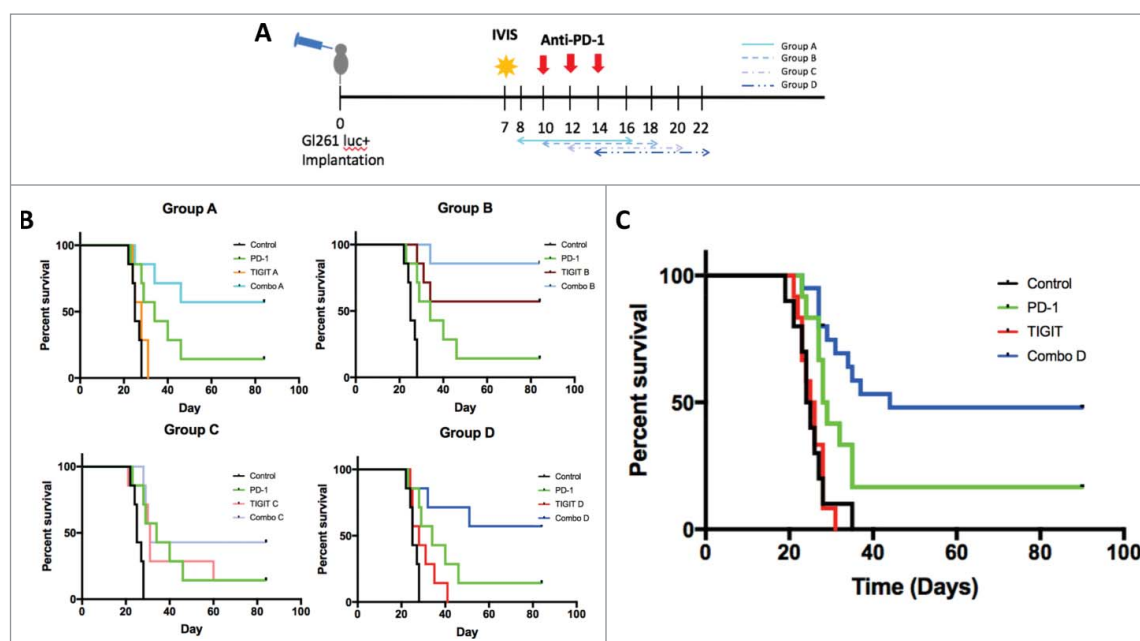 A
IVIS
Anti-PD-1
Group A
Group B
Group C
Group D
0
7 8 10 12 14 16 18 20 22
Gl261 luc+
Implantation
B
Group A
Percent survival
100
50
0
0 20 40 60 80 100
Day
Control
PD-1
TIGIT A
Combo A
Group B
Percent survival
100
50
0
0 20 40 60 80 100
Day
Control
PD-1
TIGIT B
Combo B
Group C
Percent survival
100
50
0
0 20 40 60 80 100
Day
Control
PD-1
TIGIT C
Combo C
Group D
Percent survival
100
50
0
0 20 40 60 80 100
Day
Control
PD-1
TIGIT D
Combo D
C
Percent survival
100
50
0
0 20 40 60 80 100
Time (Days)
Control
PD-1
TIGIT
Combo D